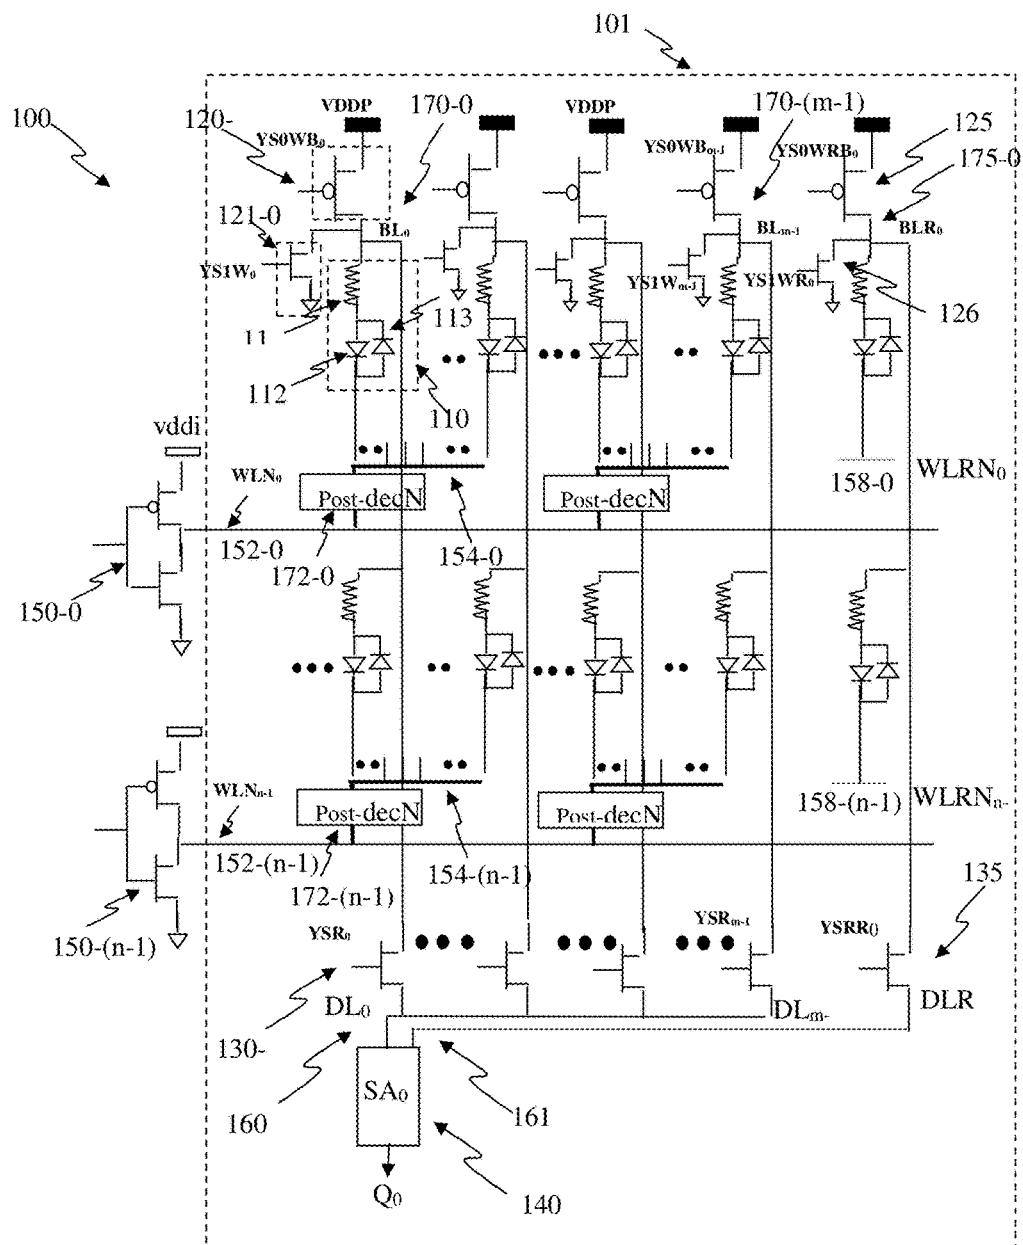 101
100
120-
VDDP
170-0
VDDP
170-(m-1)
125
YS0WB0
YS0WBm-1
YS0WRB0
175-0
121-0
BL0
BLm-1
BLR0
YS1W0
YS1Wm-1
YS1WR0
126
11
113
112
110
vddi
WLN0
Post-decN
Post-decN
158-0
WLRN0
152-0
172-0
154-0
150-0
WLNn-1
Post-decN
Post-decN
158-(n-1)
WLRNn-
152-(n-1)
172-(n-1)
154-(n-1)
150-(n-1)
YSR0
YSRm-1
YSRR0
135
DL0
DLm-
DLR
130-
160
SA0
161
140
Q0